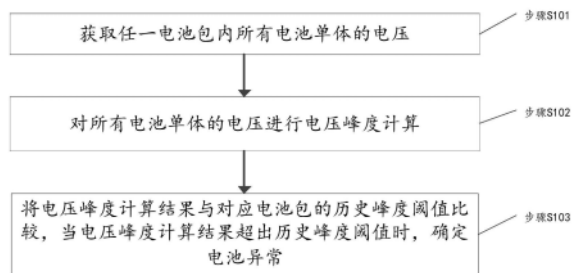 获取任一电池包内所有电池单体的电压
步骤S101
对所有电池单体的电压进行电压峰度计算
步骤S102
将电压峰度计算结果与对应电池包的历史峰度阈值比
较，当电压峰度计算结果超出历史峰度阈值时，确定
电池异常
步骤S103